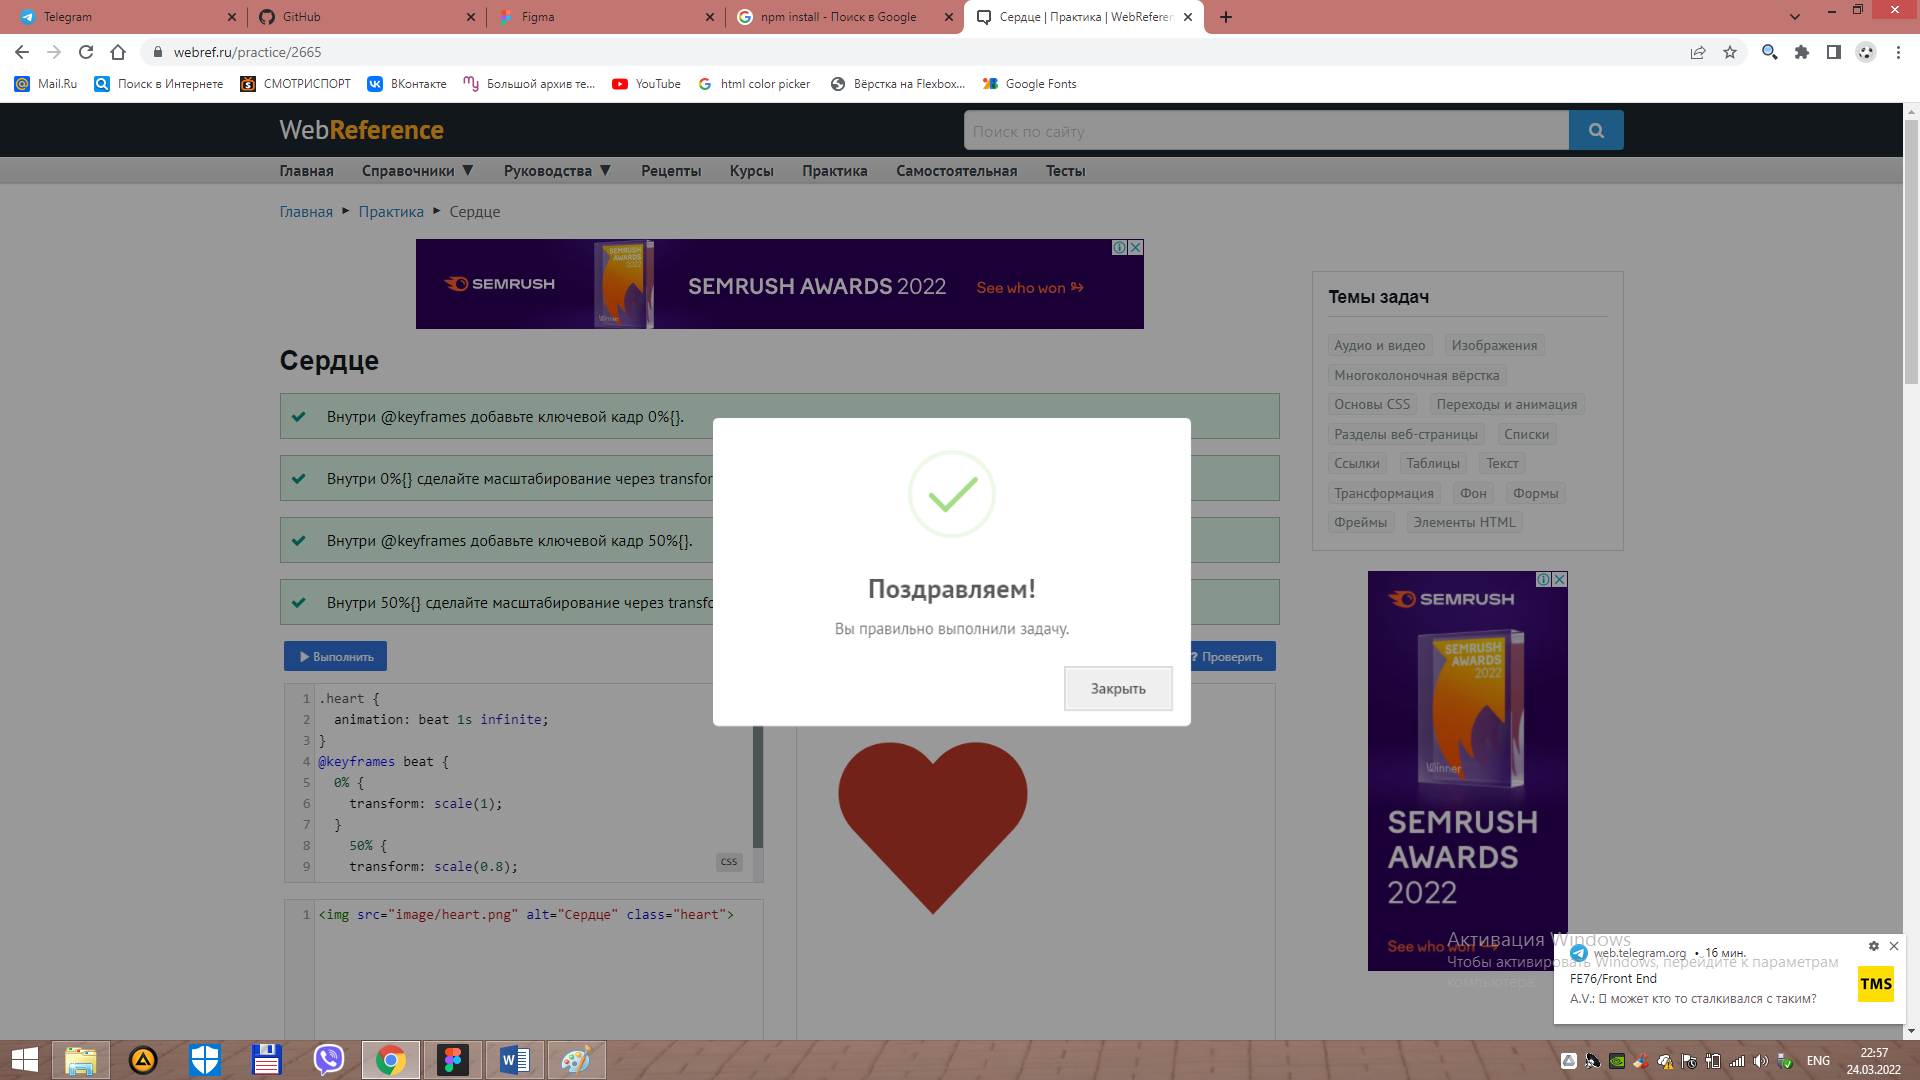 Telegram
GitHub
Figma
npm install - Поиск в Google
Сердце | Практика | WebReferen
webref.ru/practice/2665
Mail.Ru
Поиск в Интернете
СМОТРИСПОРТ
ВКонтакте
Большой архив те...
YouTube
html color picker
Вёрстка на Flexbox...
Google Fonts
WebReference
Поиск по сайту
Главная
Справочники ▼
Руководства ▼
Рецепты
Курсы
Практика
Самостоятельная
Тесты
Главная ► Практика ► Сердце
SEMRUSH
SEMRUSH AWARDS 2022
Winner
SEMRUSH AWARDS 2022
See who won
Сердце
Внутри @keyframes добавьте ключевой кадр 0%{}.
Внутри 0%{} сделайте масштабирование через transfor
Внутри @keyframes добавьте ключевой кадр 50%{}.
Внутри 50%{} сделайте масштабирование через transfo
Поздравляем!
Вы правильно выполнили задачу.
Закрыть
Выполнить
? Проверить
1 .heart {
2 animation: beat 1s infinite;
3 }
4 @keyframes beat {
5 0% {
6 transform: scale(1);
7 }
8 50% {
9 transform: scale(0.8);
CSS
1 <img src="image/heart.png" alt="Сердце" class="heart">
Темы задач
Аудио и видео
Изображения
Многоколоночная вёрстка
Основы CSS
Переходы и анимация
Разделы веб-страницы
Списки
Ссылки
Таблицы
Текст
Трансформация
Фон
Формы
Фреймы
Элементы HTML
SEMRUSH
SEMRUSH
AWARDS
2022
Winner
SEMRUSH
AWARDS
2022
See who won
Активация Windows
Чтобы активировать Windows, перейдите к параметрам
компьютера.
web.telegram.org • 16 мин.
FE76/Front End
A.V.: может кто то сталкивался с таким?
TMS
ENG
22:57
24.03.2022